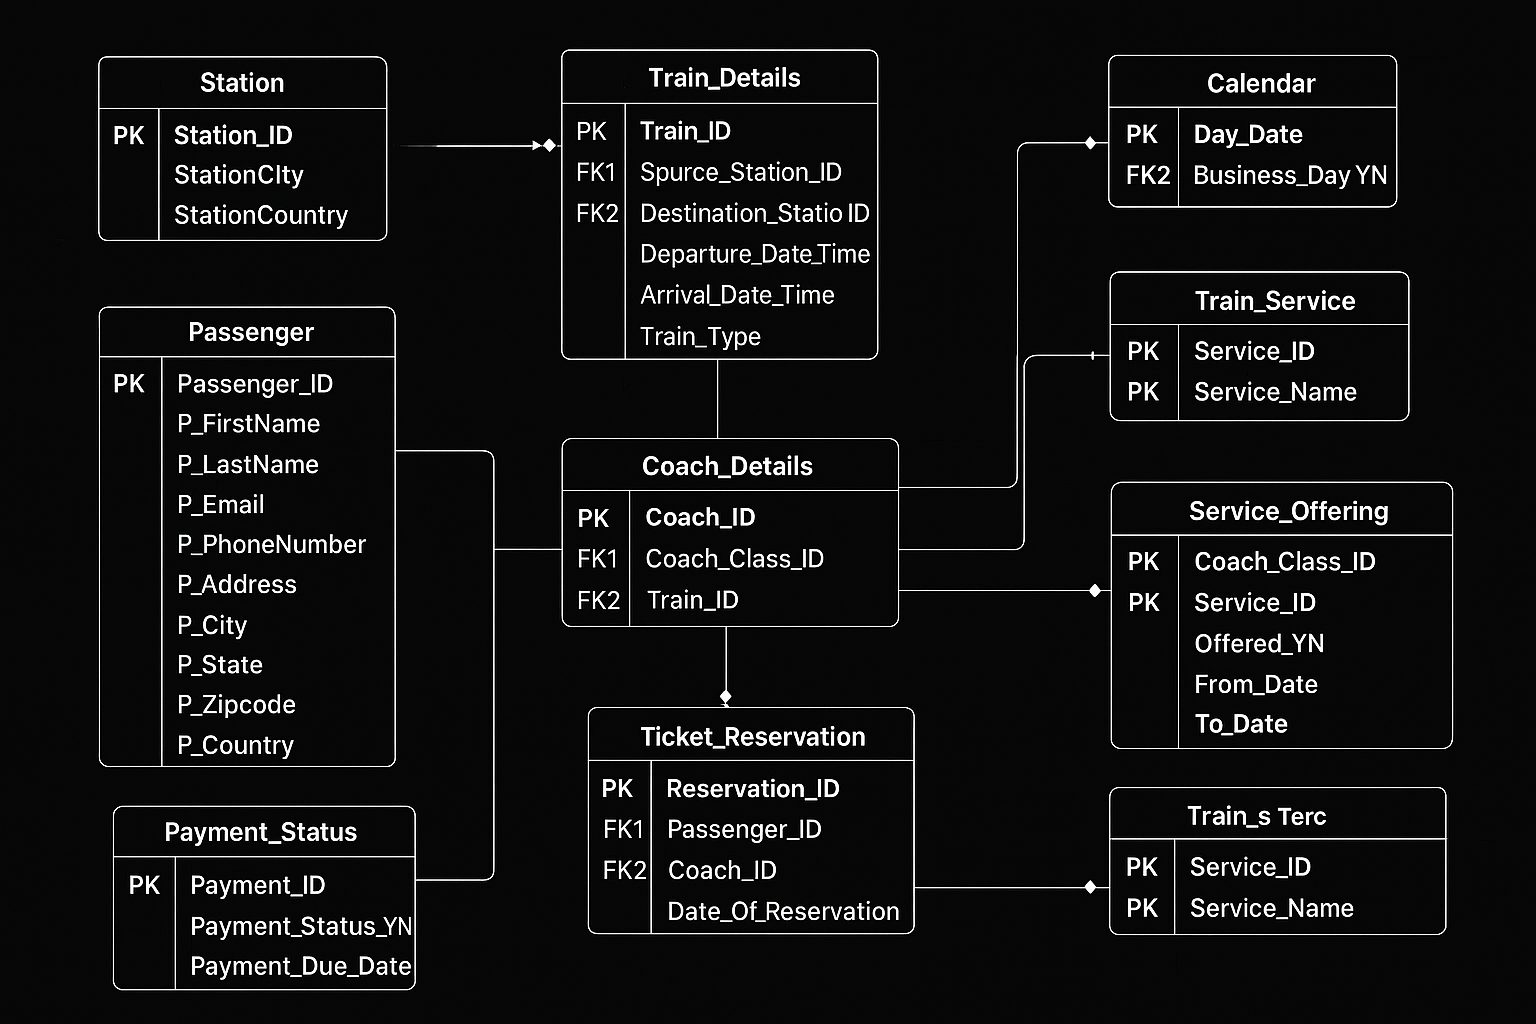 Station
PK Station_ID
StationCIty
StationCountry
Train_Details
PK Train_ID
FK1 Spurce_Station_ID
FK2 Destination_Statio ID
Departure_Date_Time
Arrival_Date_Time
Train_Type
Calendar
PK Day_Date
FK2 Business_Day YN
Passenger
PK Passenger_ID
P_FirstName
P_LastName
P_Email
P_PhoneNumber
P_Address
P_City
P_State
P_Zipcode
P_Country
Train_Service
PK Service_ID
PK Service_Name
Coach_Details
PK Coach_ID
FK1 Coach_Class_ID
FK2 Train_ID
Service_Offering
PK Coach_Class_ID
PK Service_ID
Offered_YN
From_Date
To_Date
Payment_Status
PK Payment_ID
Payment_Status_YN
Payment_Due_Date
Ticket_Reservation
PK Reservation_ID
FK1 Passenger_ID
FK2 Coach_ID
Date_Of_Reservation
Train_s Terc
PK Service_ID
PK Service_Name